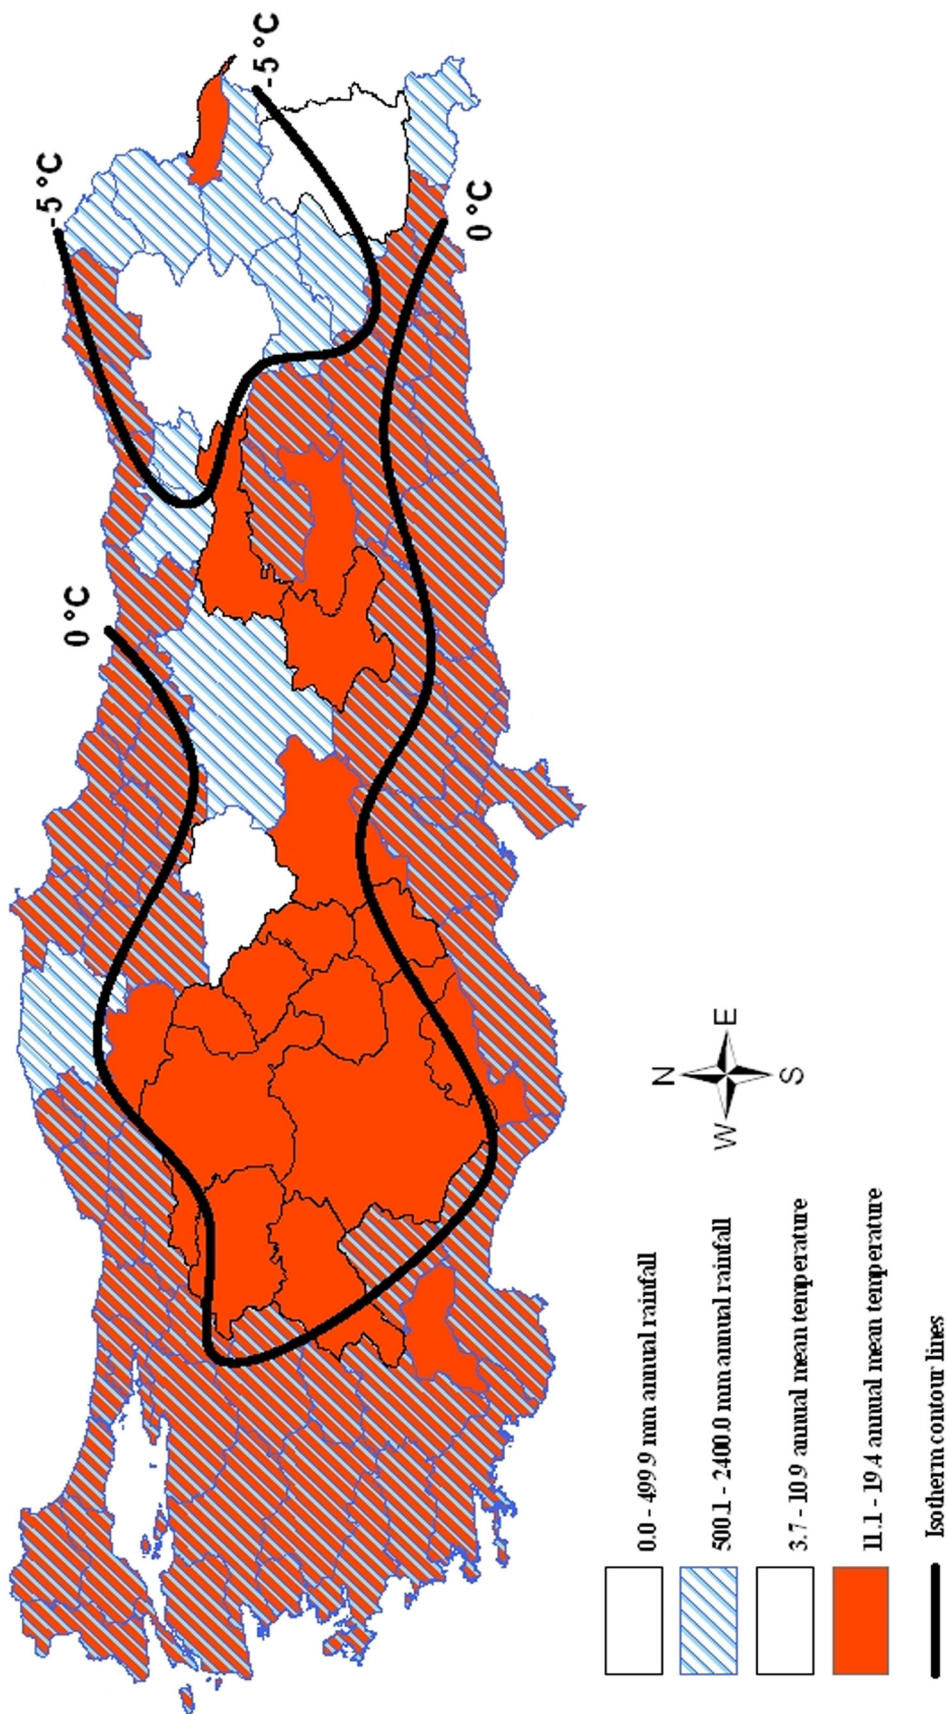 -5 °C
-5 °C
0 °C
0 °C
N
W
E
S
0.0 - 499.9 mm annual rainfall
500.1 - 2400.0 mm annual rainfall
3.7 - 10.9 annual mean temperature
11.1 - 19.4 annual mean temperature
Isotherm contour lines